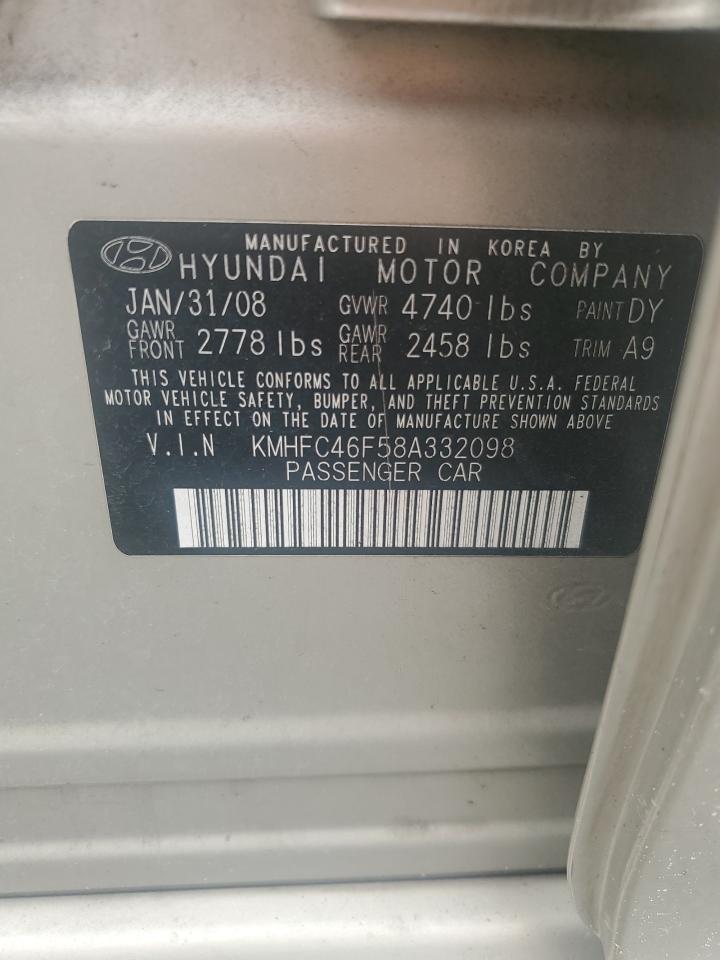 MANUFACTURED IN KOREA BY
HYUNDAI MOTOR COMPANY
JAN/31/08 GVWR 4740 lbs PAINT DY
GAWR FRONT 2778 lbs GAWR REAR 2458 lbs TRIM A9
THIS VEHICLE CONFORMS TO ALL APPLICABLE U.S.A. FEDERAL
MOTOR VEHICLE SAFETY, BUMPER, AND THEFT PREVENTION STANDARDS
IN EFFECT ON THE DATE OF MANUFACTURE SHOWN ABOVE
V.I.N KMHFC46F58A332098
PASSENGER CAR